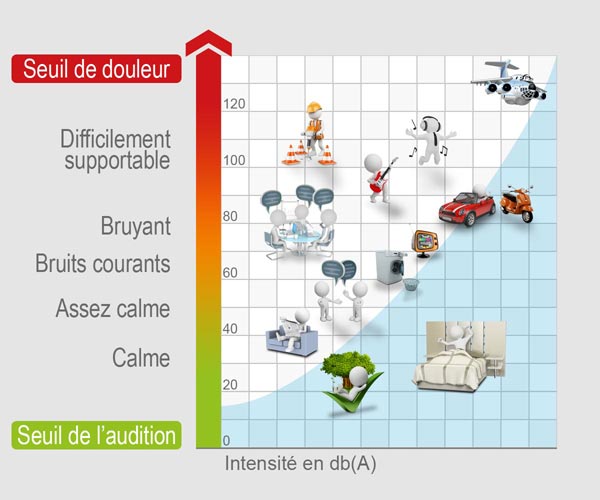 Seuil de douleur
120
Difficilement
supportable
100
Bruyant
80
Bruits courants
60
Assez calme
40
Calme
20
Seuil de l'audition
0
Intensité en db(A)